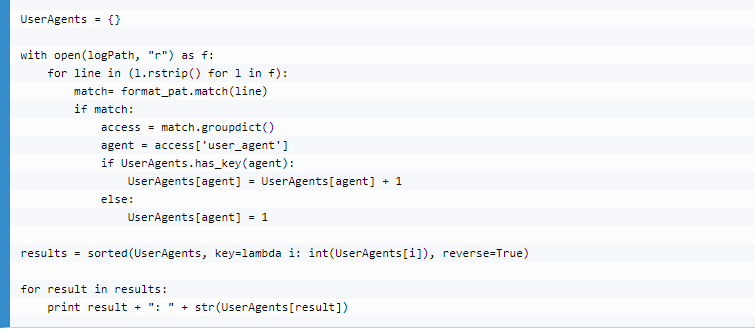 UserAgents = {}

with open(logPath, "r") as f:
    for line in (l.rstrip() for l in f):
        match= format_pat.match(line)
        if match:
            access = match.groupdict()
            agent = access['user_agent']
            if UserAgents.has_key(agent):
                UserAgents[agent] = UserAgents[agent] + 1
            else:
                UserAgents[agent] = 1

results = sorted(UserAgents, key=lambda i: int(UserAgents[i]), reverse=True)

for result in results:
    print result + ": " + str(UserAgents[result])